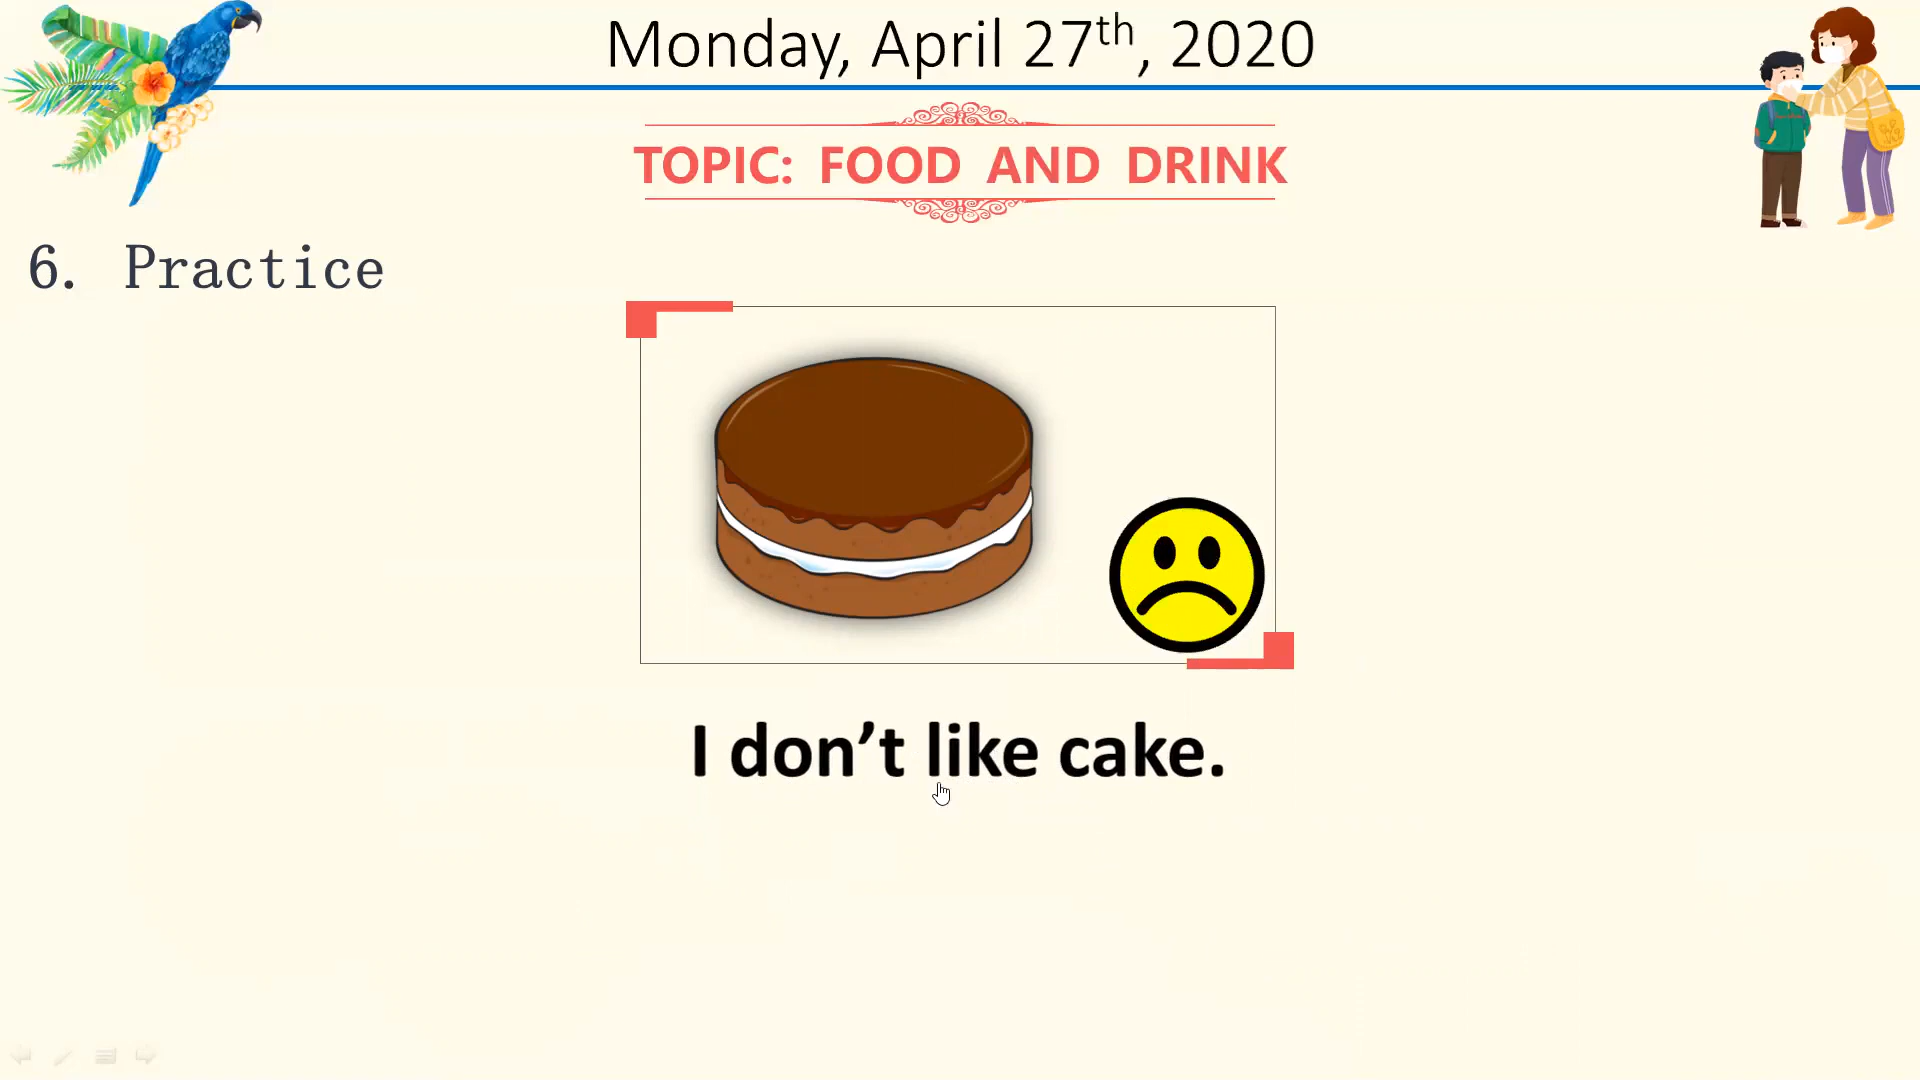 Monday, April 27th, 2020
TOPIC: FOOD AND DRINK
6. Practice
I don’t like cake.